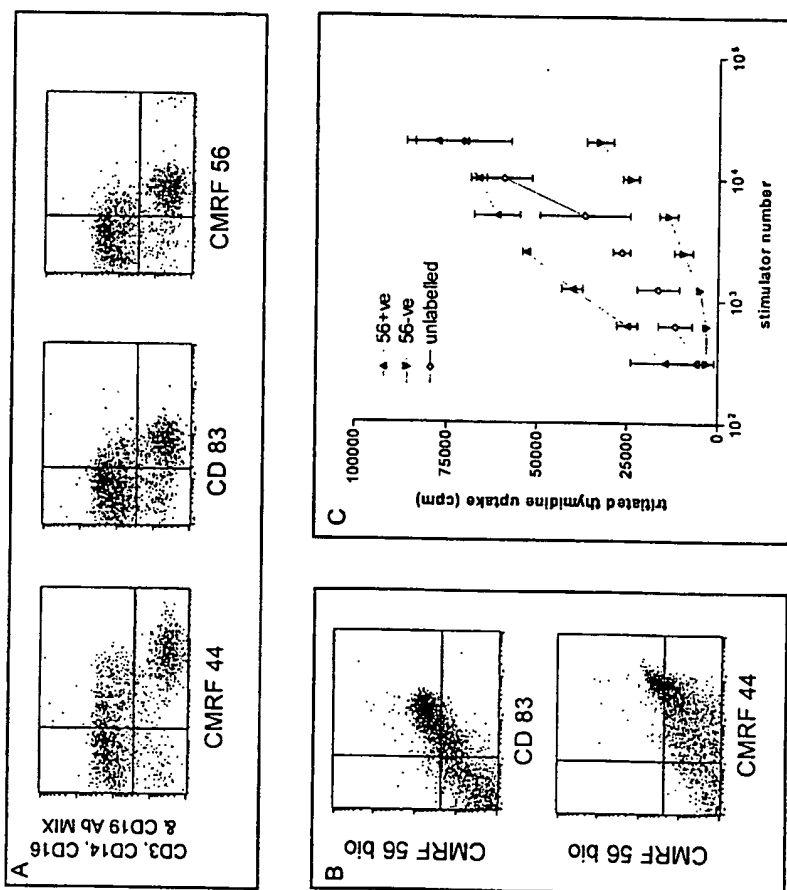 A
CD3, CD14, CD16
& CD19 Ab MIX
CMRF 44
CD 83
CMRF 56
B
CMRF 56 bio
CD 83
CMRF 56 bio
CMRF 44
C
tritiated thymidine uptake (cpm)
100000
75000
50000
25000
0
56+ve
56-ve
unlabelled
10²
10³
10⁴
10⁵
stimulator number